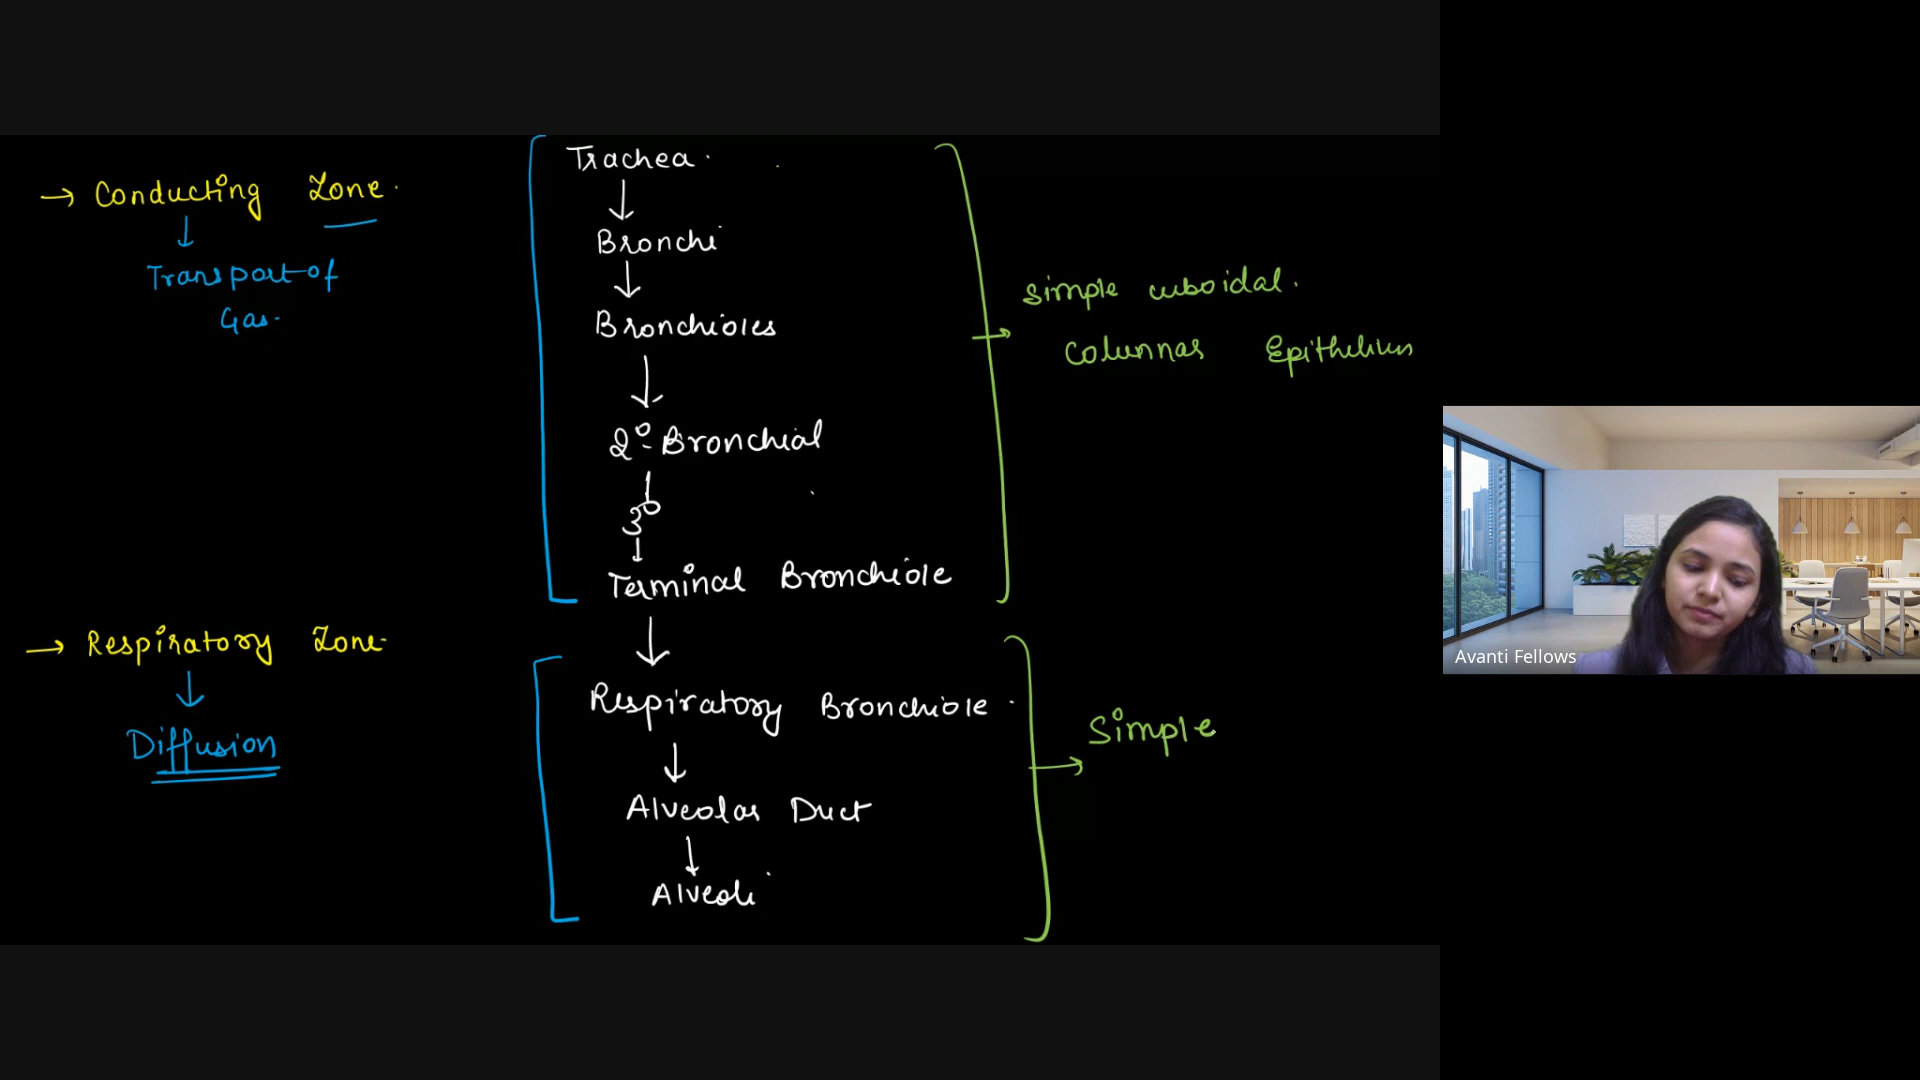 → Conducting Zone.
↓
Transport of
Gas.
Trachea.
↓
Bronchi
↓
Bronchioles
↓
2° Bronchial
↓
3°
↓
Terminal Bronchiole
↓
→ simple cuboidal.
Columnar Epithelium
→ Respiratory Zone
↓
Diffusion
Respiratory Bronchiole.
↓
Alveolar Duct
↓
Alveoli
→ Simple
Avanti Fellows